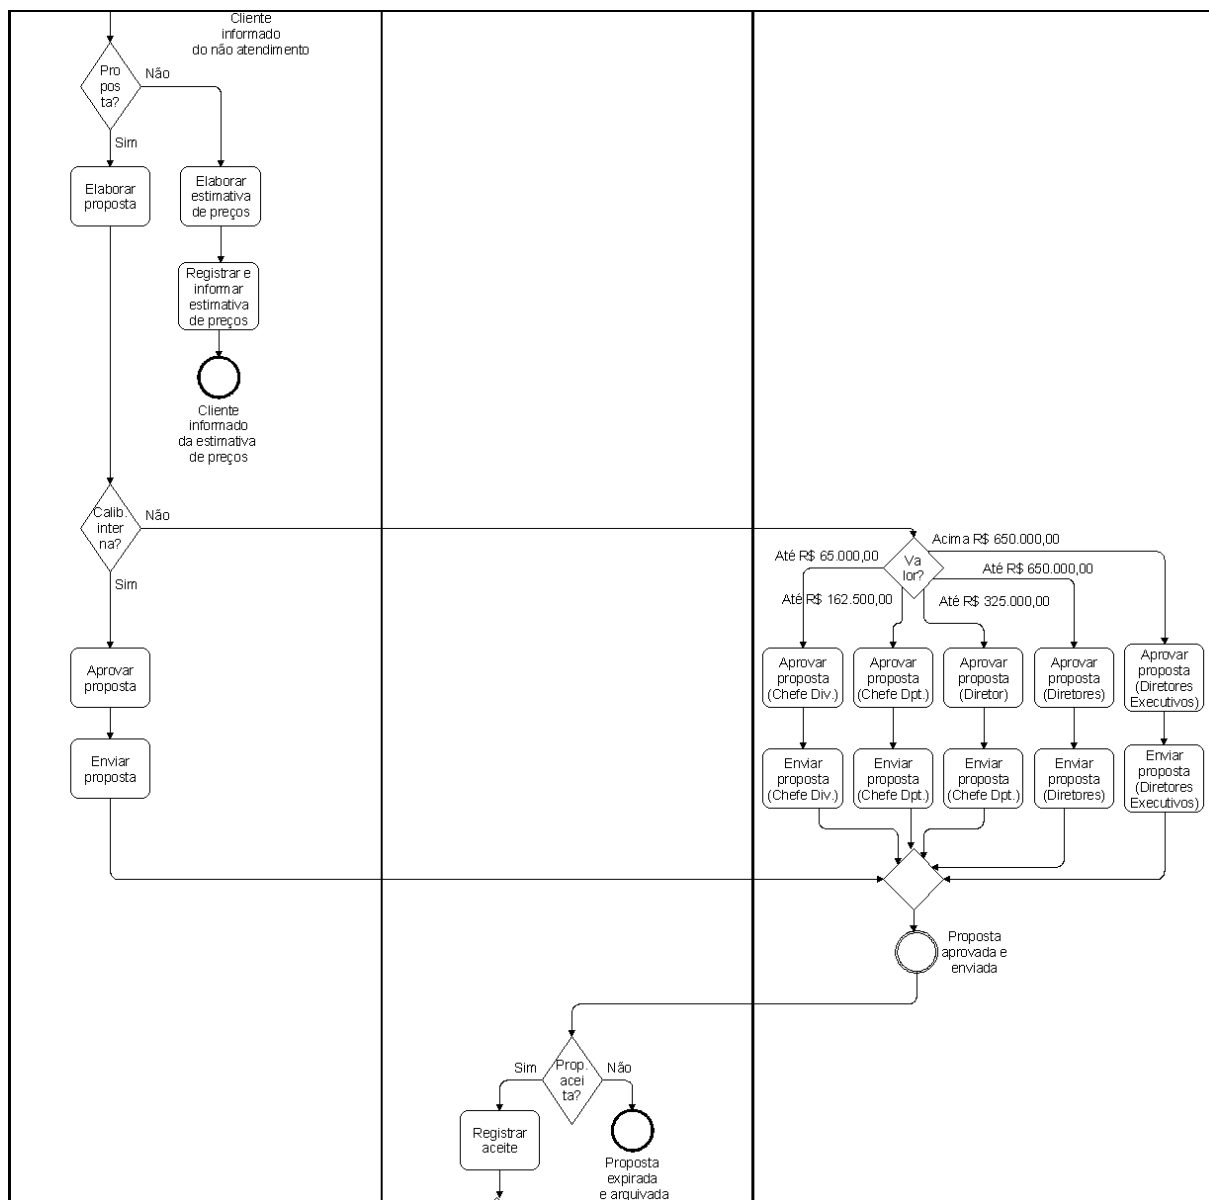 Cliente
informado
do não atendimento
Pro
pos
ta?
Não
Sim
Elaborar
proposta
Elaborar
estimativa
de preços
Registrar e
informar
estimativa
de preços
Cliente
informado
da estimativa
de preços
Calib.
inter
na?
Não
Sim
Va
lor?
Até R$ 65.000,00
Acima R$ 650.000,00
Até R$ 650.000,00
Até R$ 162.500,00
Até R$ 325.000,00
Aprovar
proposta
Aprovar
proposta
(Chefe Div.)
Aprovar
proposta
(Chefe Dpt.)
Aprovar
proposta
(Diretor)
Aprovar
proposta
(Diretores)
Aprovar
proposta
(Diretores
Executivos)
Enviar
proposta
Enviar
proposta
(Chefe Div.)
Enviar
proposta
(Chefe Dpt.)
Enviar
proposta
(Chefe Dpt.)
Enviar
proposta
(Diretores)
Enviar
proposta
(Diretores
Executivos)
Proposta
aprovada e
enviada
Prop.
acei
ta?
Sim
Não
Registrar
aceite
Proposta
expirada
e arquivada